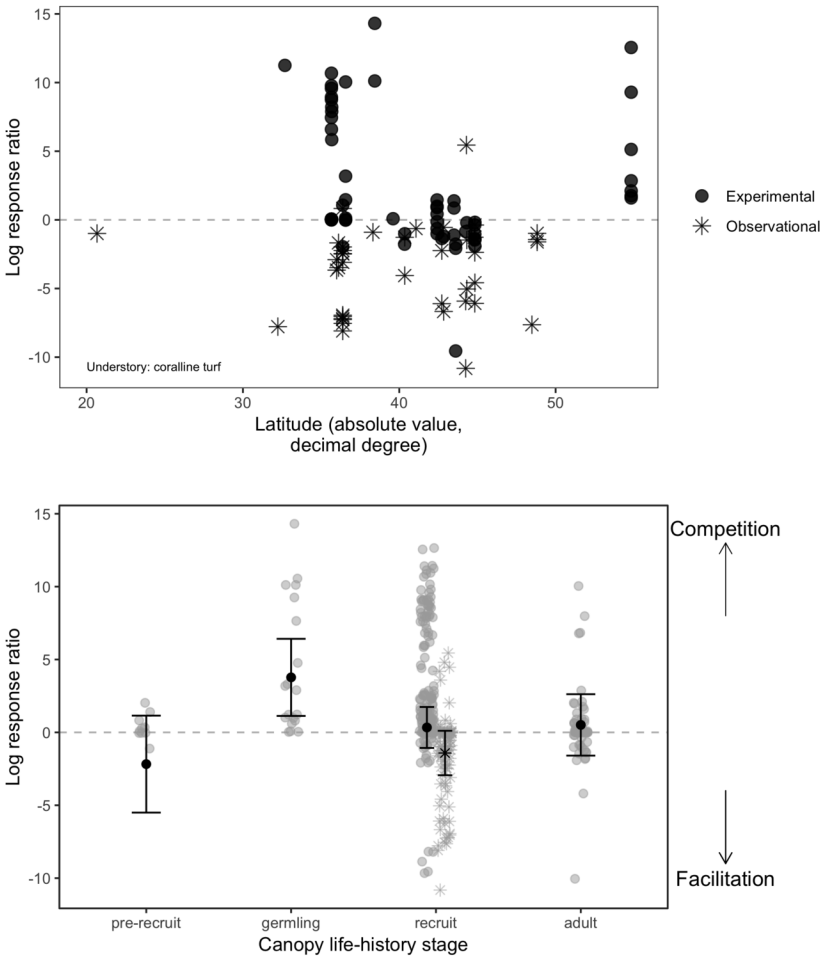 15
10
5
0
-5
-10
Log response ratio
Understory: coralline turf
20 30 40 50
Latitude (absolute value,
decimal degree)
Experimental
Observational
15
10
5
0
-5
-10
Log response ratio
pre-recruit germling recruit adult
Canopy life-history stage
Competition
Facilitation